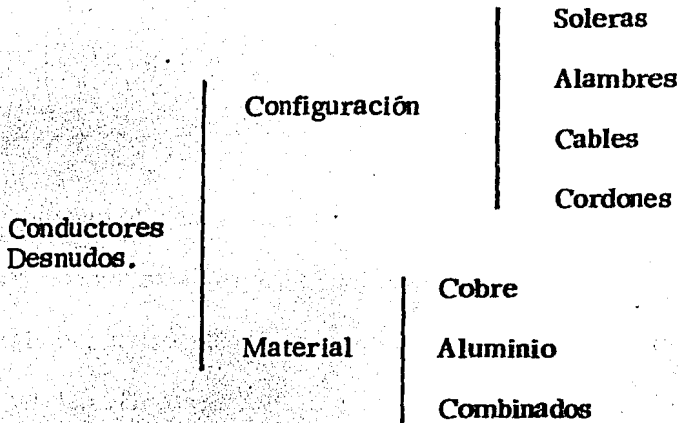 Soleras
Alambres
Configuración
Cables
Cordones
Conductores
Desnudos.
Cobre
Material
Aluminio
Combinados